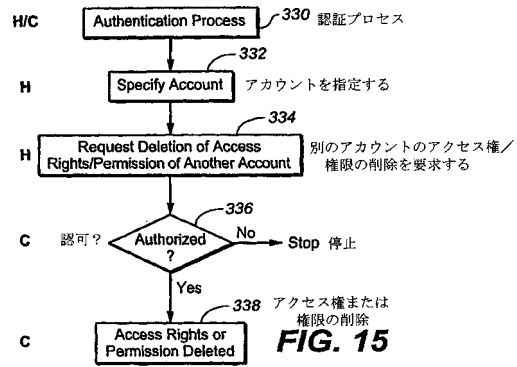 H/C
Authentication Process
330 認証プロセス
332
H
Specify Account
アカウントを指定する
334
H
Request Deletion of Access
Rights/Permission of Another Account
別のアカウントのアクセス権／
権限の削除を要求する
336
C
認可？
Authorized
?
No
Stop 停止
Yes
338
アクセス権または
権限の削除
C
Access Rights or
Permission Deleted
FIG. 15